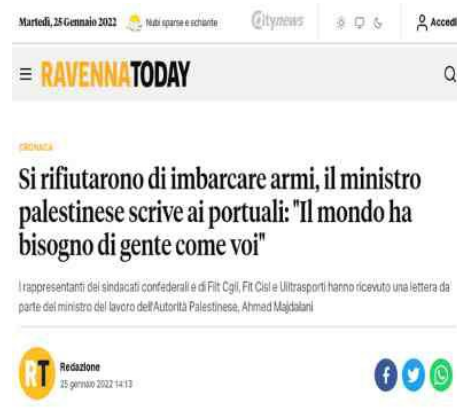 Martedì, 25 Gennaio 2022 Nubi sparse e schiarite Citynews Accedi
RAVENNATODAY
CRONACA
Si rifiutarono di imbarcare armi, il ministro
palestinese scrive ai portuali: "Il mondo ha
bisogno di gente come voi"
I rappresentanti dei sindacati confederali e di Filt Cgil, Fit Cisl e Uiltrasporti hanno ricevuto una lettera da
parte del ministro del lavoro dell'Autorità Palestinese, Ahmed Majdalani
RT
Redazione
25 gennaio 2022 14:13